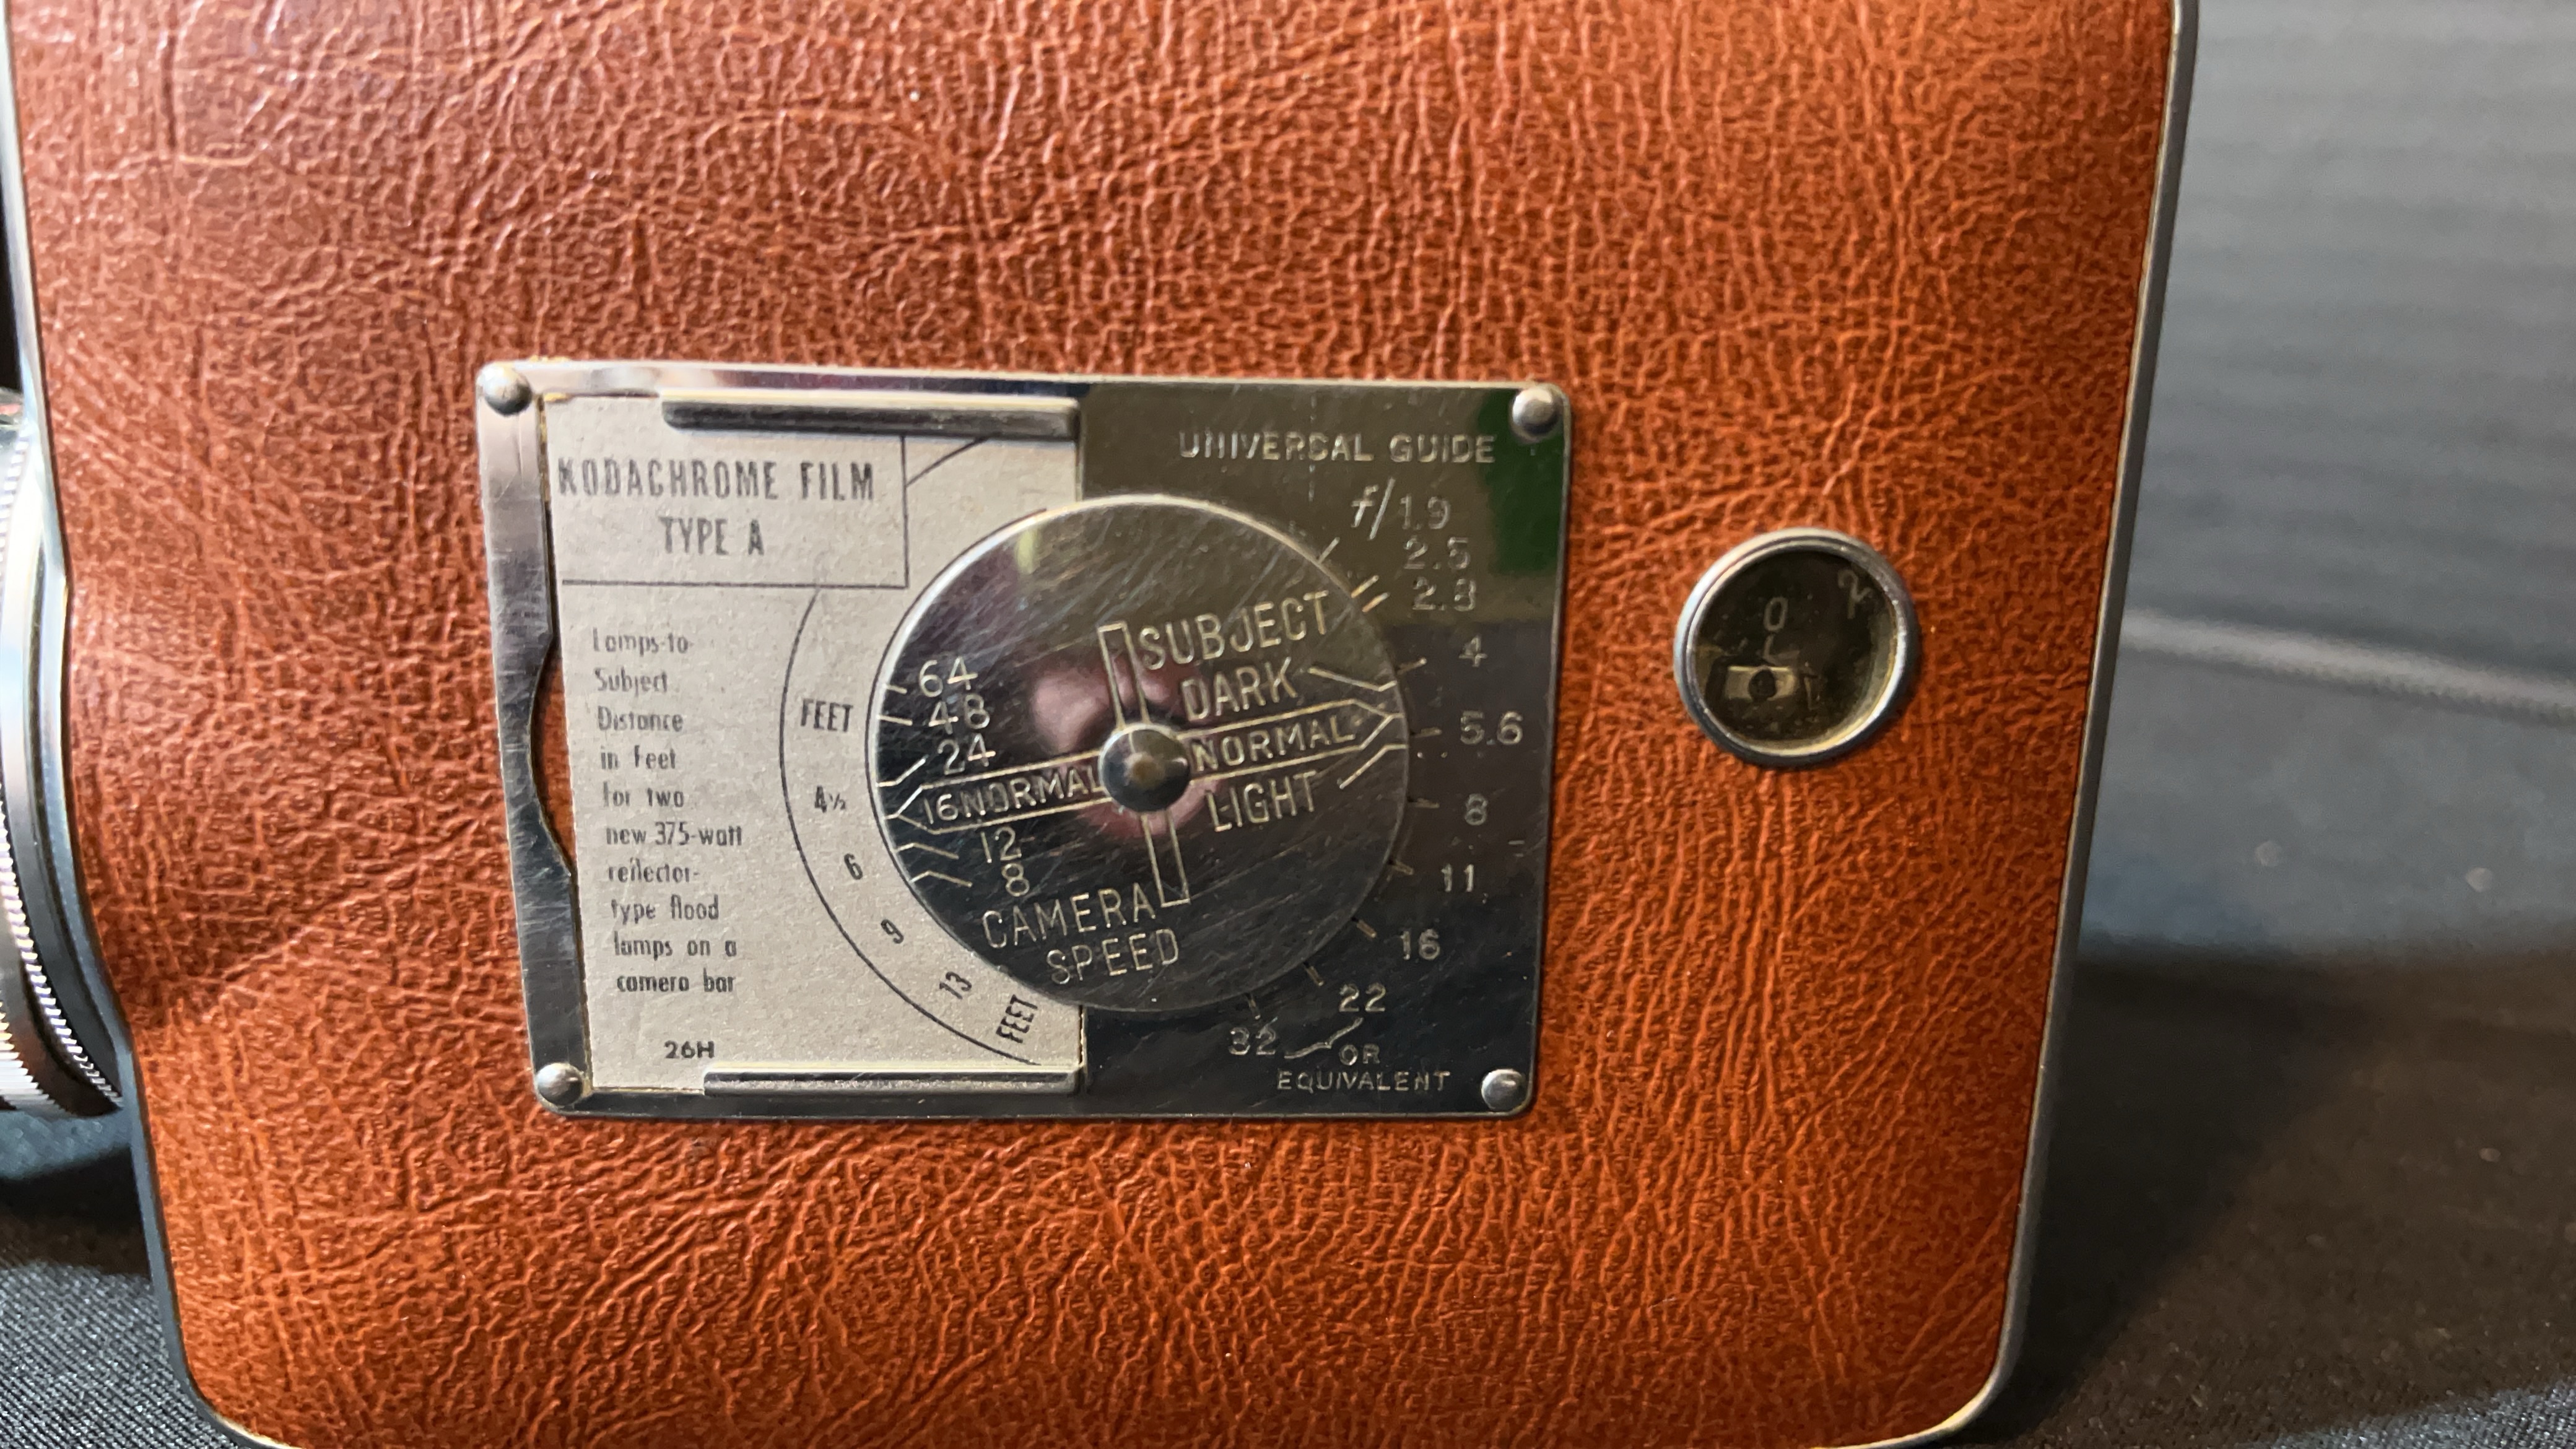 KODACHROME FILM
TYPE A
Lamps-to-
Subject
Distance
in Feet
for two
new 375-watt
reflector-
type flood
lamps on a
camera bar
26H
FEET
4½
6
9
13
FEET
64
48
24
16 NORMAL
12
8
CAMERA
SPEED
SUBJECT
DARK
NORMAL
LIGHT
UNIVERSAL GUIDE
f/1.9
2.5
2.8
4
5.6
8
11
16
22
32
OR
EQUIVALENT
0